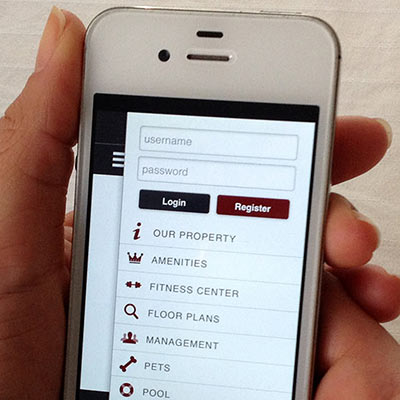 username
password
Login Register
OUR PROPERTY
AMENITIES
FITNESS CENTER
FLOOR PLANS
MANAGEMENT
PETS
POOL